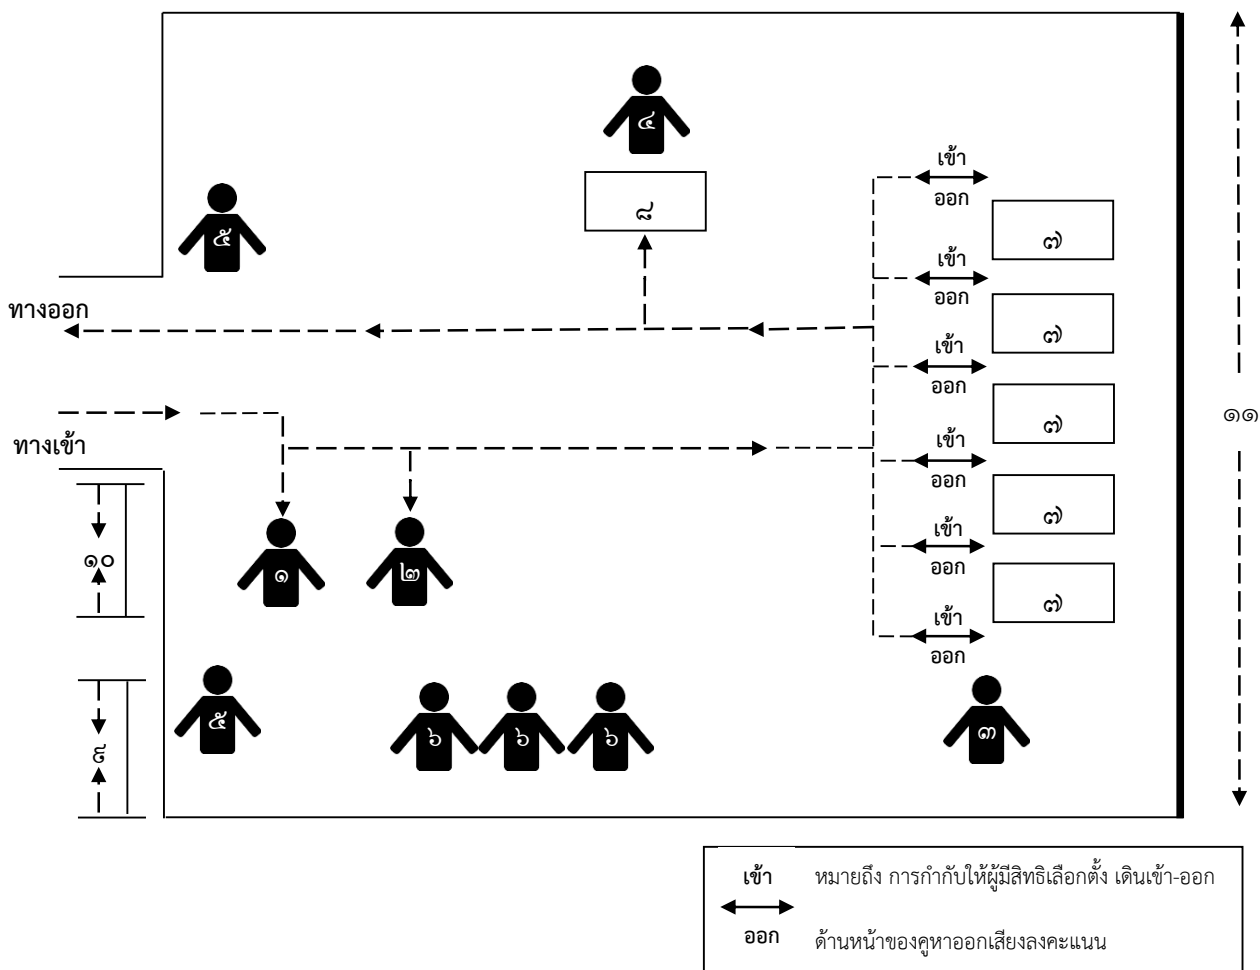 ๔
เข้า
ออก
๘
๗
๕
เข้า
ออก
๗
ทางออก
เข้า
ออก
๗
๑๑
ทางเข้า
เข้า
ออก
๗
๑๐
๑
๒
เข้า
ออก
๗
เข้า
ออก
๕
๖
๖
๖
๓
๙
เข้า หมายถึง การกำกับให้ผู้มีสิทธิเลือกตั้ง เดินเข้า-ออก
ออก ด้านหน้าของคูหาออกเสียงลงคะแนน